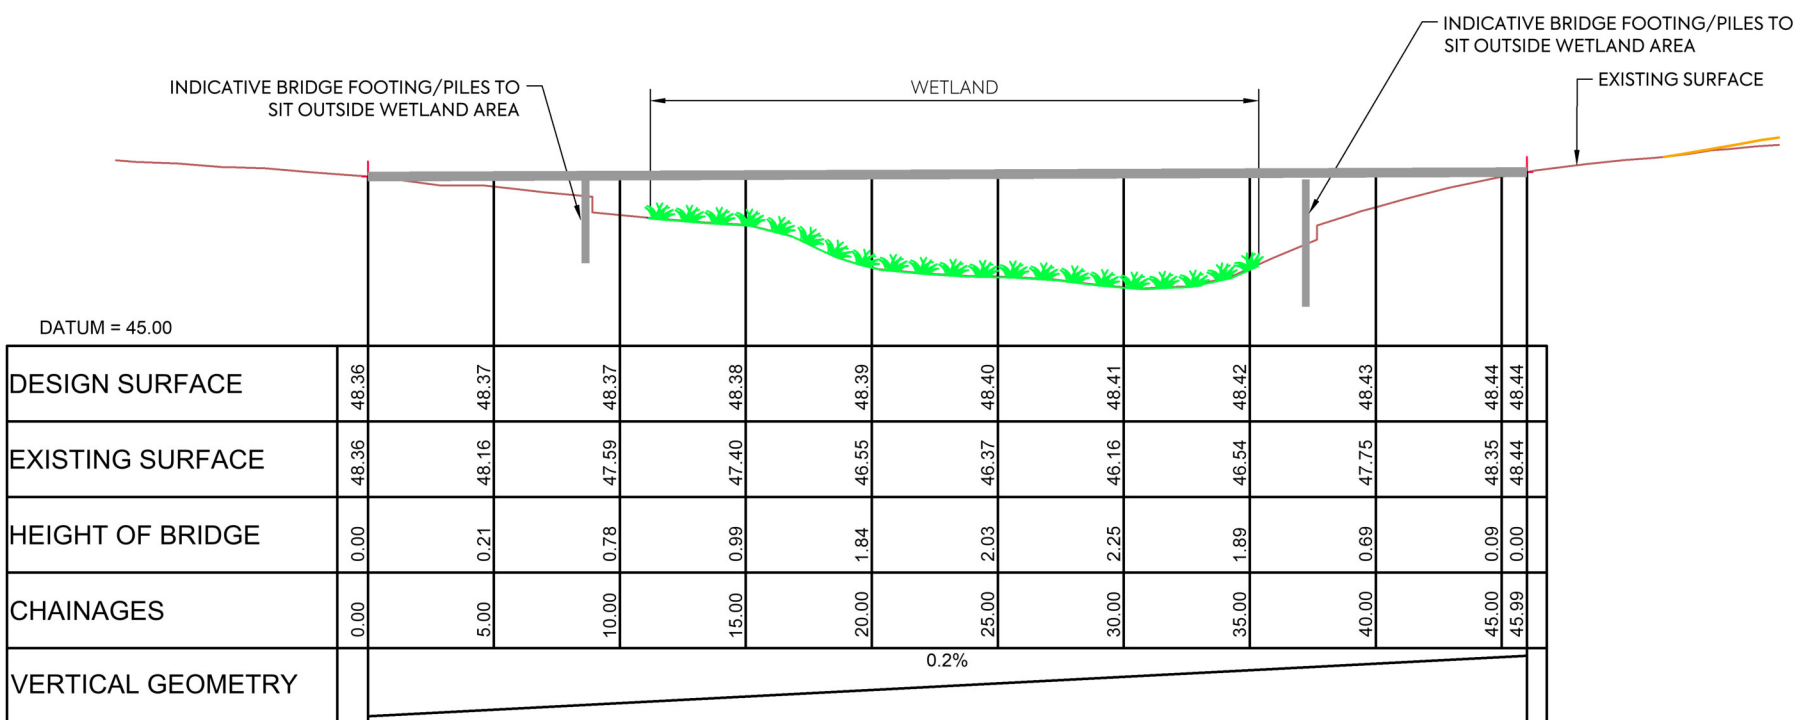 INDICATIVE BRIDGE FOOTING/PILES TO
SIT OUTSIDE WETLAND AREA
EXISTING SURFACE
INDICATIVE BRIDGE FOOTING/PILES TO
SIT OUTSIDE WETLAND AREA
WETLAND
DATUM = 45.00
DESIGN SURFACE 48.36 48.37 48.37 48.38 48.39 48.40 48.41 48.42 48.43 48.44 48.44
EXISTING SURFACE 48.36 48.16 47.59 47.40 46.55 46.37 46.16 46.54 47.75 48.35 48.44
HEIGHT OF BRIDGE 0.00 0.21 0.78 0.99 1.84 2.03 2.25 1.89 0.69 0.09 0.00
CHAINAGES 0.00 5.00 10.00 15.00 20.00 25.00 30.00 35.00 40.00 45.00 45.99
VERTICAL GEOMETRY 0.2%